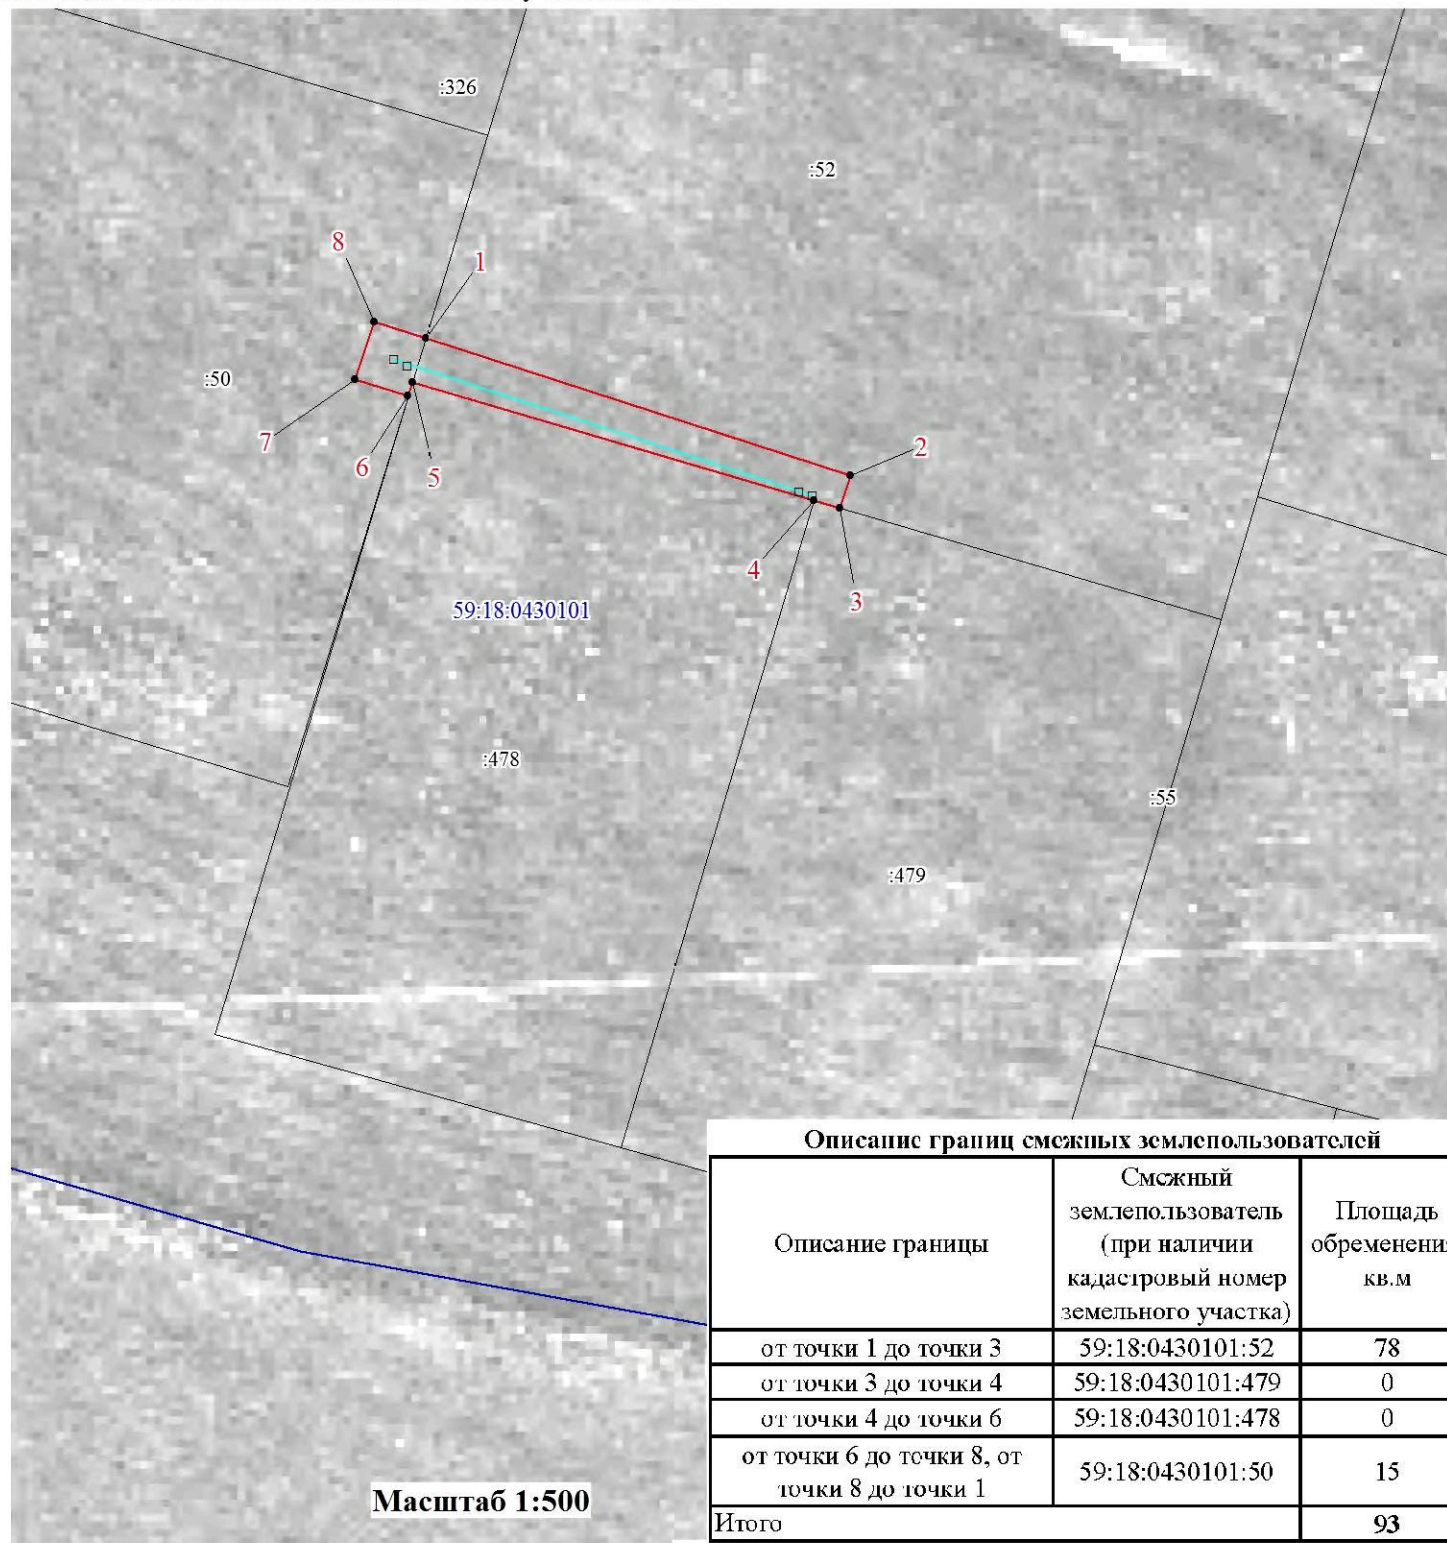 :326
:52
8
1
:50
7
6
5
2
4
3
59:18:0430101
:478
:55
:479
Описание границ смежных землепользователей
Описание границы
Смежный
землепользователь
(при наличии
кадастровый номер
земельного участка)
Площадь
обременения
кв.м
от точки 1 до точки 3
59:18:0430101:52
78
от точки 3 до точки 4
59:18:0430101:479
0
от точки 4 до точки 6
59:18:0430101:478
0
от точки 6 до точки 8, от
точки 8 до точки 1
59:18:0430101:50
15
Итого
93
Масштаб 1:500